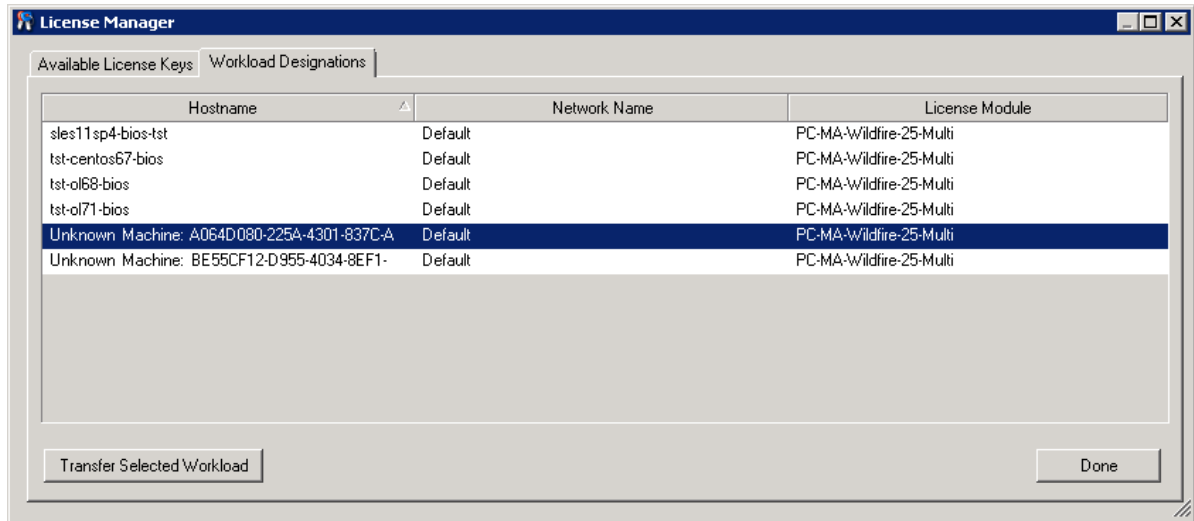 License Manager
Available License Keys Workload Designations
Hostname Network Name License Module
sles11sp4-bios-tst Default PC-MA-Wildfire-25-Multi
tst-centos67-bios Default PC-MA-Wildfire-25-Multi
tst-ol68-bios Default PC-MA-Wildfire-25-Multi
tst-ol71-bios Default PC-MA-Wildfire-25-Multi
Unknown Machine: A064D080-225A-4301-837C-A Default PC-MA-Wildfire-25-Multi
Unknown Machine: BE55CF12-D955-4034-8EF1- Default PC-MA-Wildfire-25-Multi
Transfer Selected Workload Done